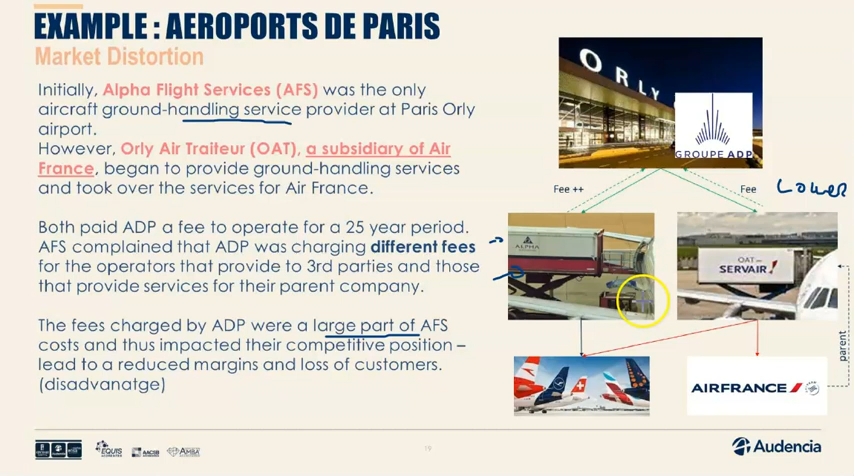 EXAMPLE : AEROPORTS DE PARIS
Market Distortion
Initially, Alpha Flight Services (AFS) was the only
aircraft ground-handling service provider at Paris Orly
airport.
However, Orly Air Traiteur (OAT), a subsidiary of Air
France, began to provide ground-handling services
and took over the services for Air France.
Both paid ADP a fee to operate for a 25 year period.
AFS complained that ADP was charging different fees
for the operators that provide to 3rd parties and those
that provide services for their parent company.
The fees charged by ADP were a large part of AFS
costs and thus impacted their competitive position –
lead to a reduced margins and loss of customers.
(disadvanatge)
ORLY
GROUPE ADP
Fee ++
Fee
Lower
ALPHA
OAT
SERVAIR
parent
AIRFRANCE
EQUIS
AACSB
AMBA
19
Audencia